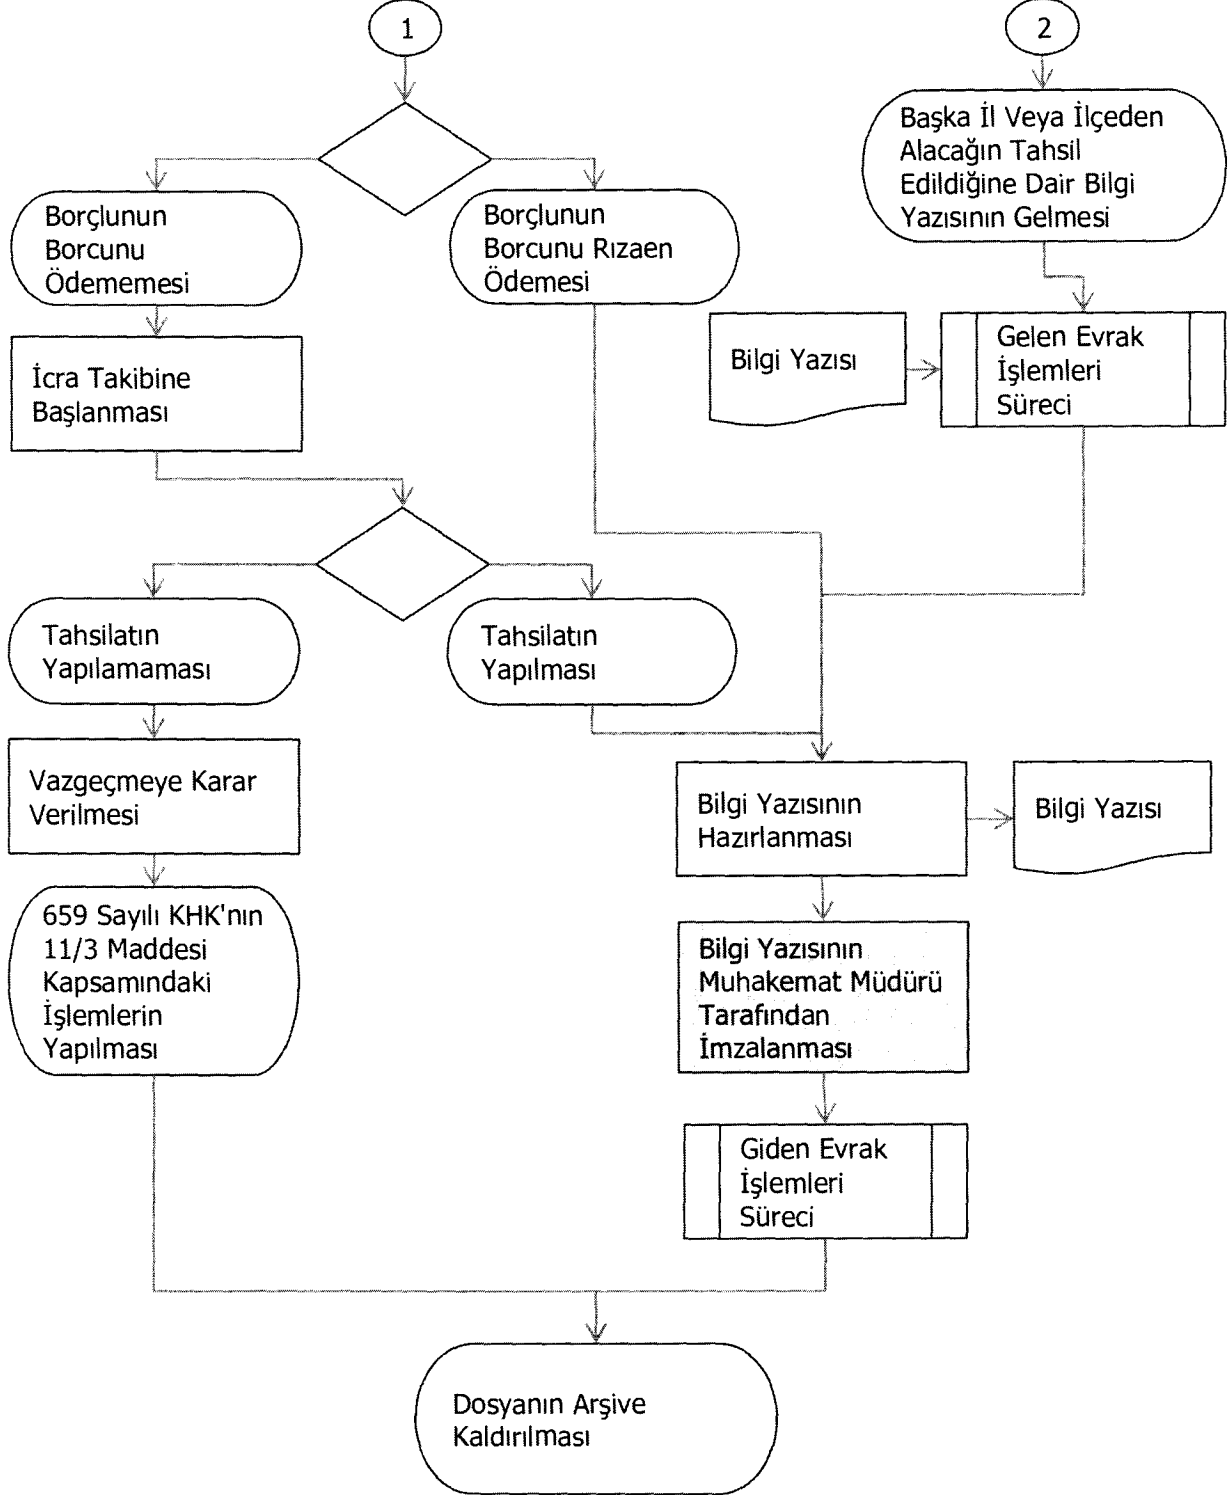 1
2
Başka İl Veya İlçeden
Alacağın Tahsil
Edildiğine Dair Bilgi
Yazısının Gelmesi
Borçlunun
Borcunu
Ödememesi
Borçlunun
Borcunu Rızaen
Ödemesi
İcra Takibine
Başlanması
Bilgi Yazısı
Gelen Evrak
İşlemleri
Süreci
Tahsilatın
Yapılamaması
Tahsilatın
Yapılması
Vazgeçmeye Karar
Verilmesi
Bilgi Yazısının
Hazırlanması
Bilgi Yazısı
659 Sayılı KHK'nın
11/3 Maddesi
Kapsamındaki
İşlemlerin
Yapılması
Bilgi Yazısının
Muhakemat Müdürü
Tarafından
İmzalanması
Giden Evrak
İşlemleri
Süreci
Dosyanın Arşive
Kaldırılması